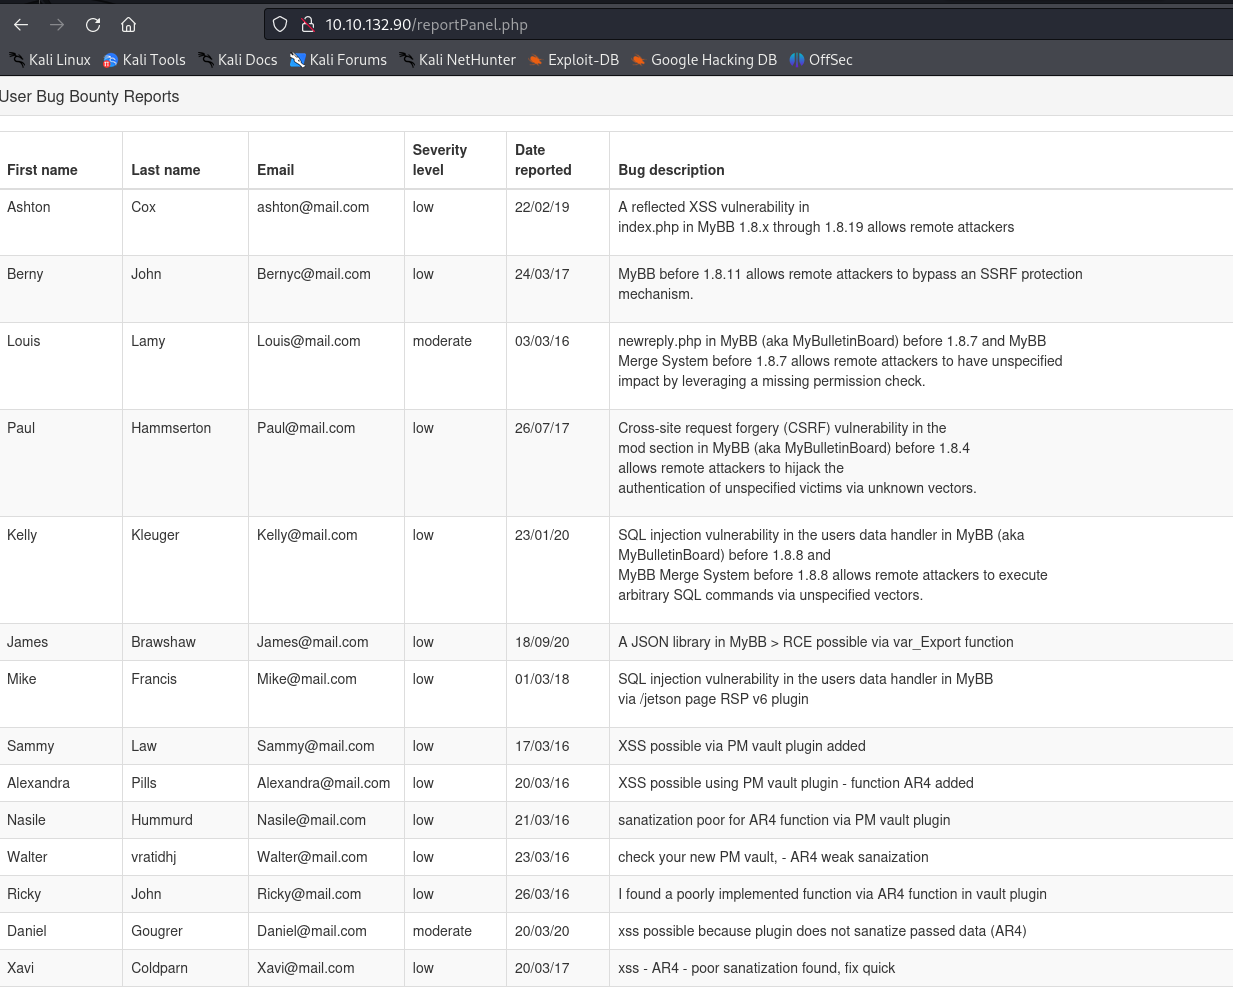 10.10.132.90/reportPanel.php
Kali Linux Kali Tools Kali Docs Kali Forums Kali NetHunter Exploit-DB Google Hacking DB OffSec
User Bug Bounty Reports
First name Last name Email Severity level Date reported Bug description
Ashton Cox ashton@mail.com low 22/02/19 A reflected XSS vulnerability in
index.php in MyBB 1.8.x through 1.8.19 allows remote attackers
Berny John Bernyc@mail.com low 24/03/17 MyBB before 1.8.11 allows remote attackers to bypass an SSRF protection
mechanism.
Louis Lamy Louis@mail.com moderate 03/03/16 newreply.php in MyBB (aka MyBulletinBoard) before 1.8.7 and MyBB
Merge System before 1.8.7 allows remote attackers to have unspecified
impact by leveraging a missing permission check.
Paul Hammserton Paul@mail.com low 26/07/17 Cross-site request forgery (CSRF) vulnerability in the
mod section in MyBB (aka MyBulletinBoard) before 1.8.4
allows remote attackers to hijack the
authentication of unspecified victims via unknown vectors.
Kelly Kleuger Kelly@mail.com low 23/01/20 SQL injection vulnerability in the users data handler in MyBB (aka
MyBulletinBoard) before 1.8.8 and
MyBB Merge System before 1.8.8 allows remote attackers to execute
arbitrary SQL commands via unspecified vectors.
James Brawshaw James@mail.com low 18/09/20 A JSON library in MyBB > RCE possible via var_Export function
Mike Francis Mike@mail.com low 01/03/18 SQL injection vulnerability in the users data handler in MyBB
via /jetson page RSP v6 plugin
Sammy Law Sammy@mail.com low 17/03/16 XSS possible via PM vault plugin added
Alexandra Pills Alexandra@mail.com low 20/03/16 XSS possible using PM vault plugin - function AR4 added
Nasile Hummurd Nasile@mail.com low 21/03/16 sanatization poor for AR4 function via PM vault plugin
Walter vratidhj Walter@mail.com low 23/03/16 check your new PM vault, - AR4 weak sanaization
Ricky John Ricky@mail.com low 26/03/16 I found a poorly implemented function via AR4 function in vault plugin
Daniel Gougrer Daniel@mail.com moderate 20/03/20 xss possible because plugin does not sanatize passed data (AR4)
Xavi Coldparn Xavi@mail.com low 20/03/17 xss - AR4 - poor sanatization found, fix quick